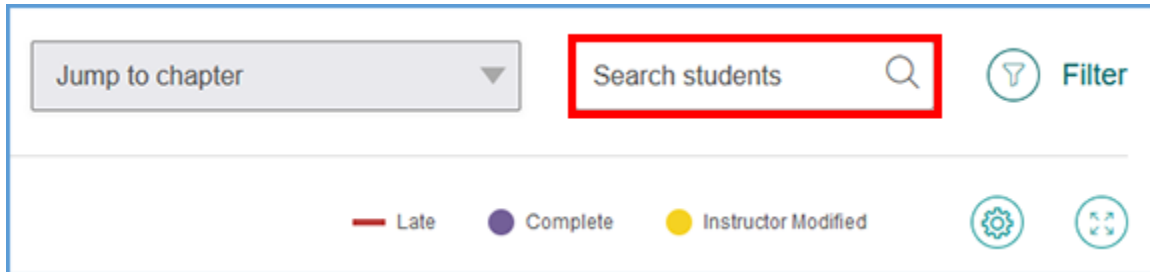 Jump to chapter
Search students
Filter
Late
Complete
Instructor Modified